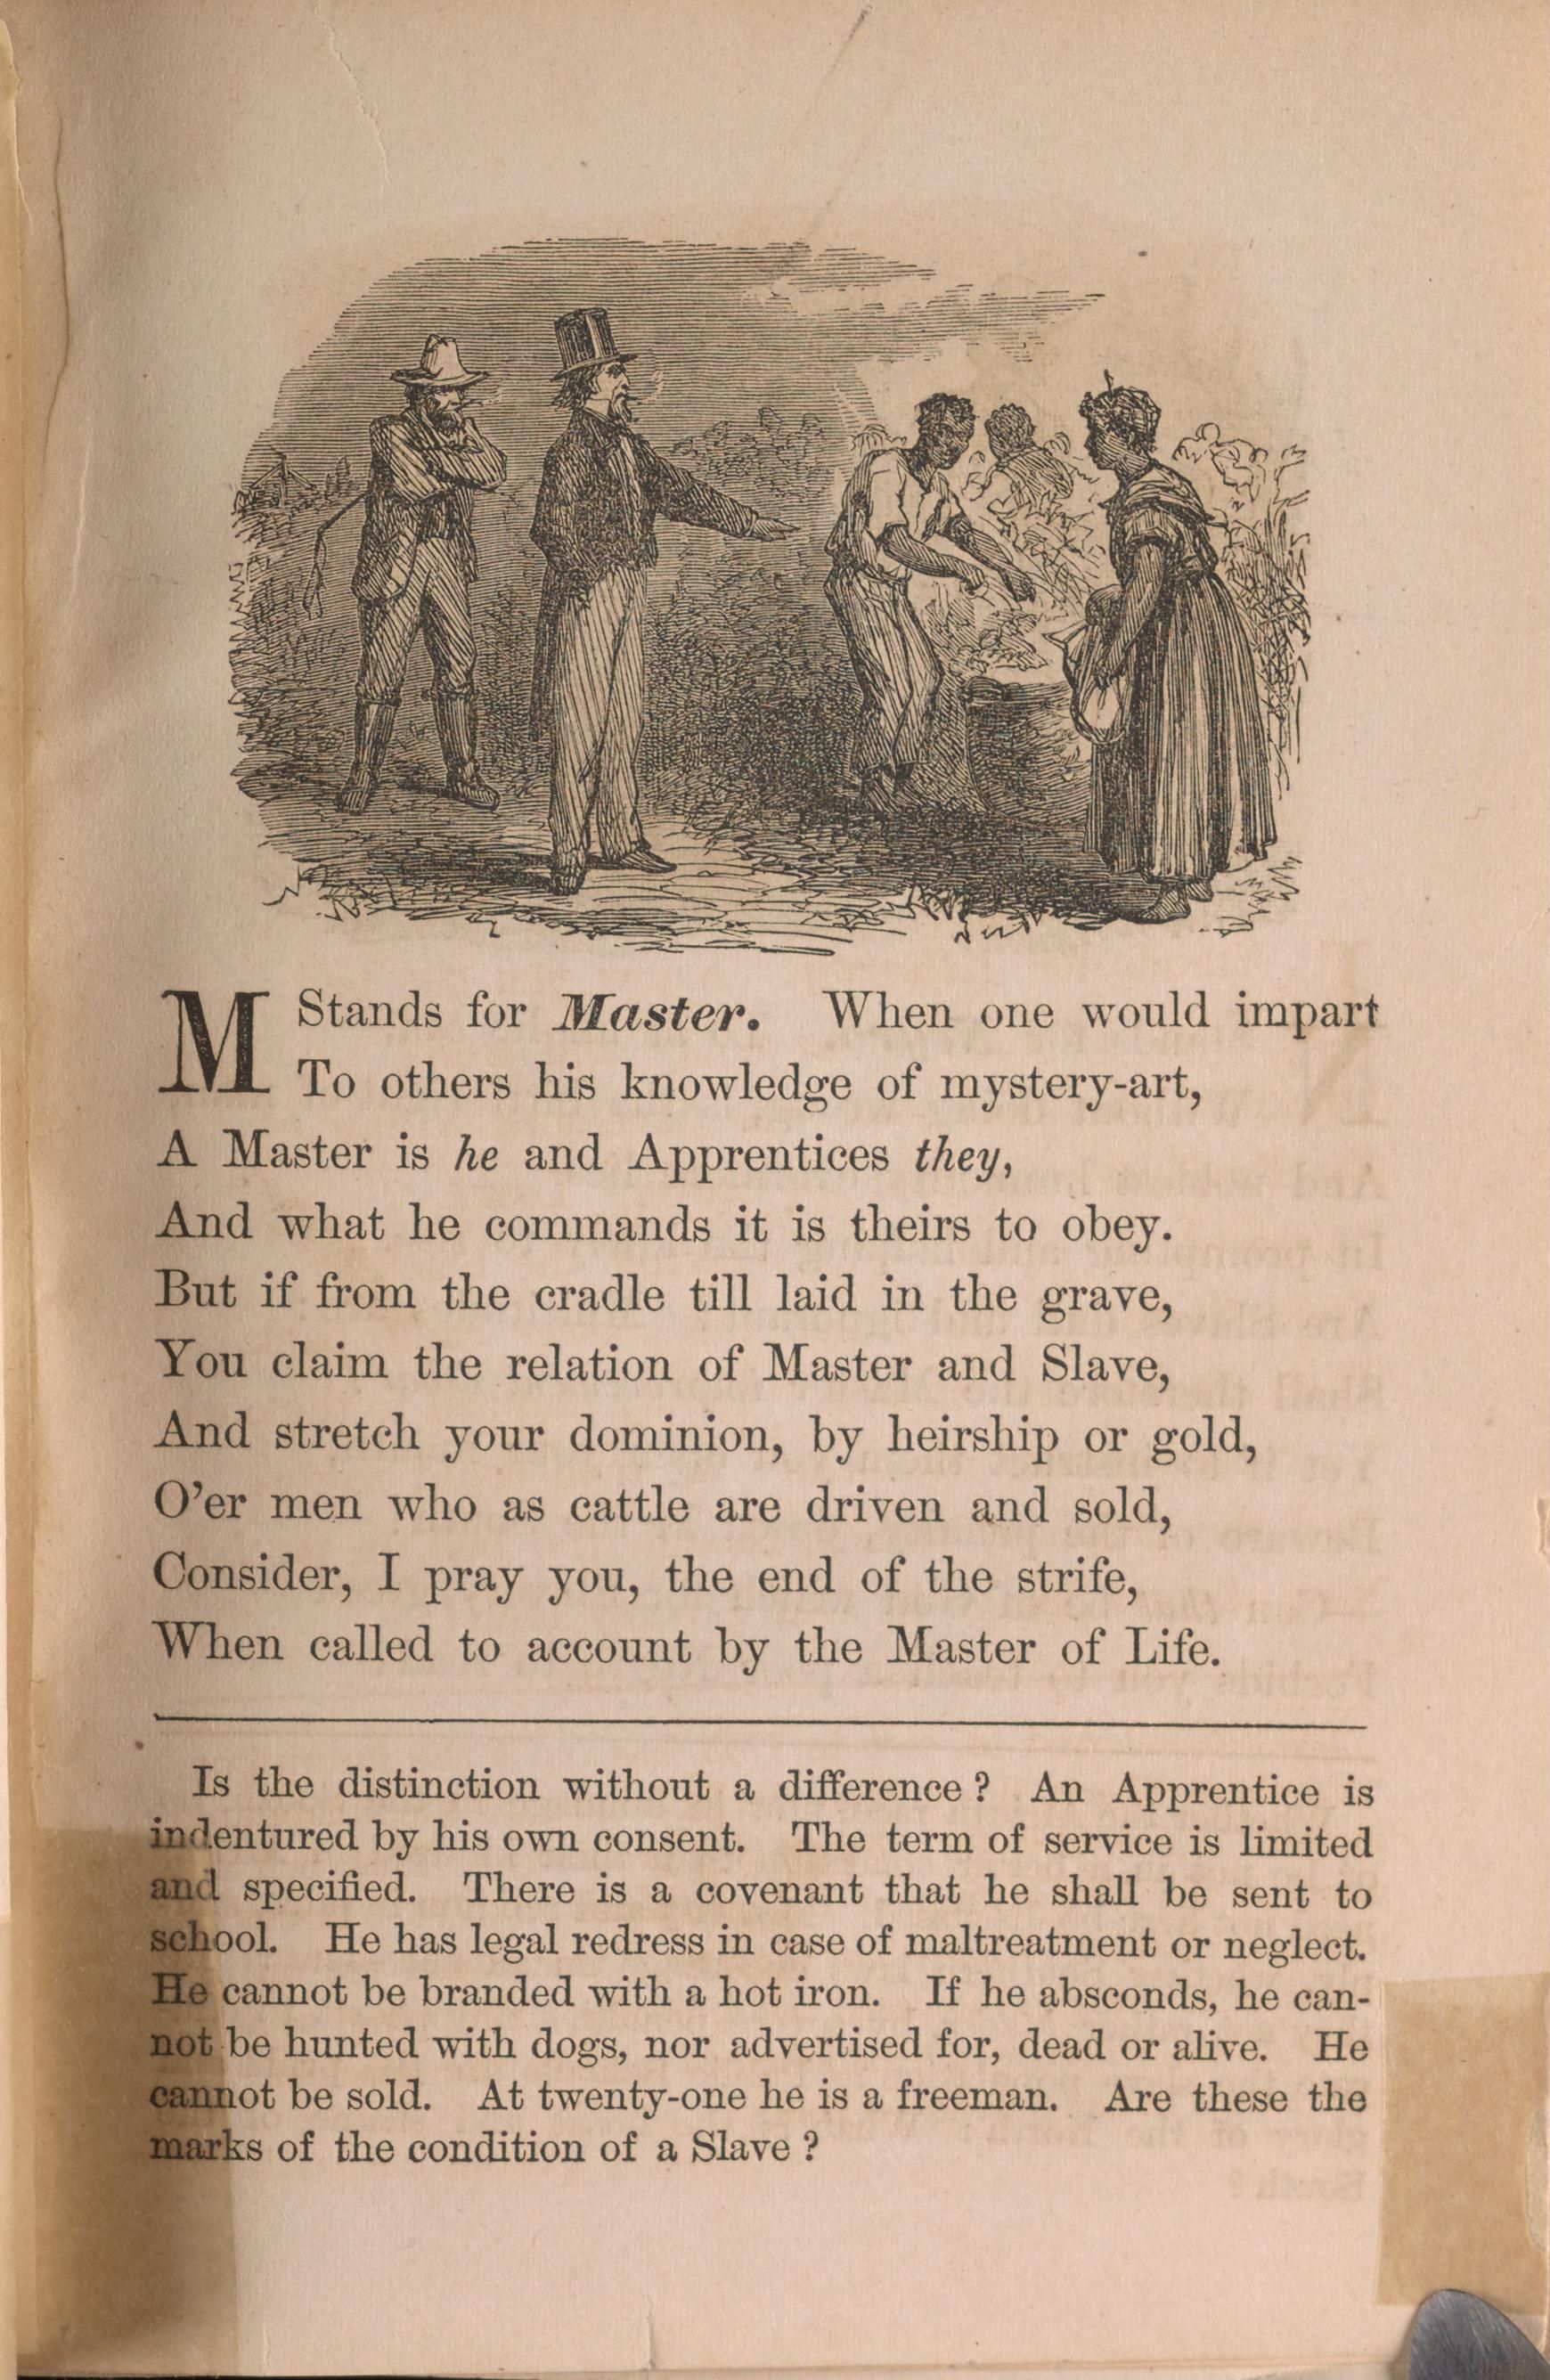 M Stands for Master. When one would impart
To others his knowledge of mystery-art,
A Master is he and Apprentices they,
And what he commands it is theirs to obey.
But if from the cradle till laid in the grave,
You claim the relation of Master and Slave,
And stretch your dominion, by heirship or gold,
O’er men who as cattle are driven and sold,
Consider, I pray you, the end of the strife,
When called to account by the Master of Life.
Is the distinction without a difference? An Apprentice is
indentured by his own consent. The term of service is limited
and specified. There is a covenant that he shall be sent to
school. He has legal redress in case of maltreatment or neglect.
He cannot be branded with a hot iron. If he absconds, he can-
not be hunted with dogs, nor advertised for, dead or alive. He
cannot be sold. At twenty-one he is a freeman. Are these the
marks of the condition of a Slave?